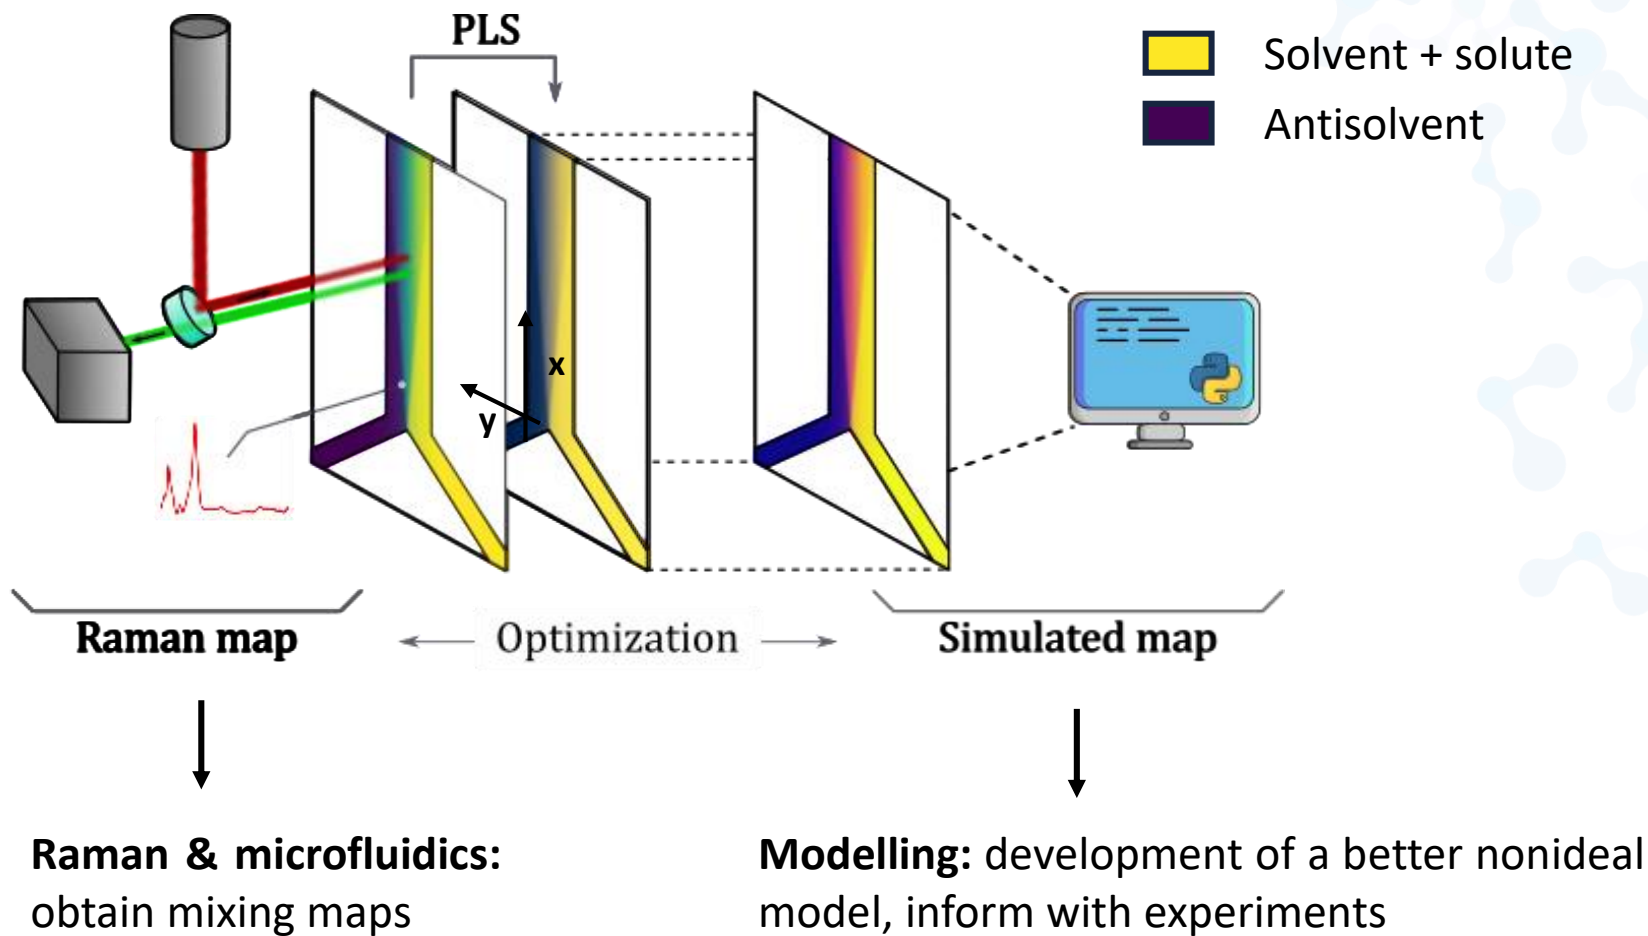 PLS
Solvent + solute
Antisolvent
x
y
Raman map
Optimization
Simulated map
Raman & microfluidics:
obtain mixing maps
Modelling: development of a better nonideal
model, inform with experiments